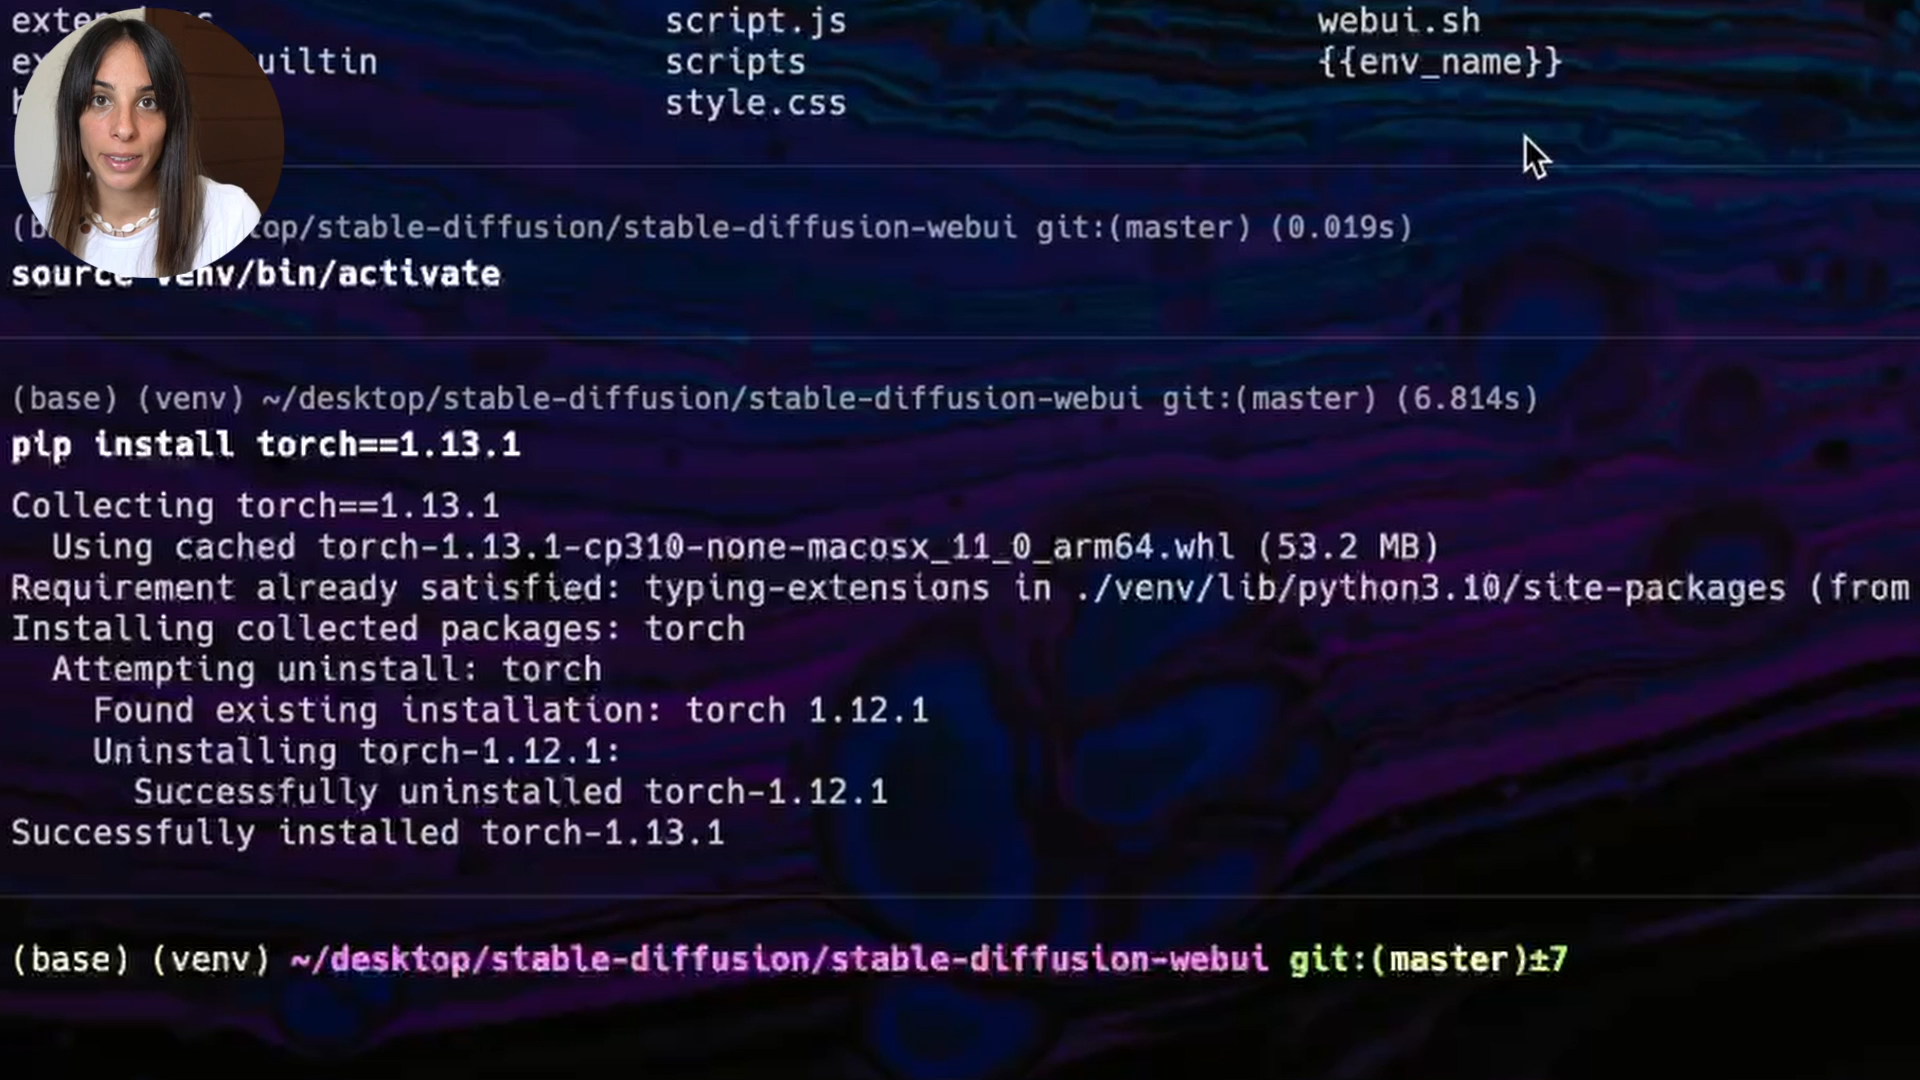 script.js webui.sh
uiltin scripts {{env_name}}
style.css
top/stable-diffusion/stable-diffusion-webui git:(master) (0.019s)
source venv/bin/activate
(base) (venv) ~/desktop/stable-diffusion/stable-diffusion-webui git:(master) (6.814s)
pip install torch==1.13.1
Collecting torch==1.13.1
Using cached torch-1.13.1-cp310-none-macosx_11_0_arm64.whl (53.2 MB)
Requirement already satisfied: typing-extensions in ./venv/lib/python3.10/site-packages (from
Installing collected packages: torch
Attempting uninstall: torch
Found existing installation: torch 1.12.1
Uninstalling torch-1.12.1:
Successfully uninstalled torch-1.12.1
Successfully installed torch-1.13.1
(base) (venv) ~/desktop/stable-diffusion/stable-diffusion-webui git:(master)±7